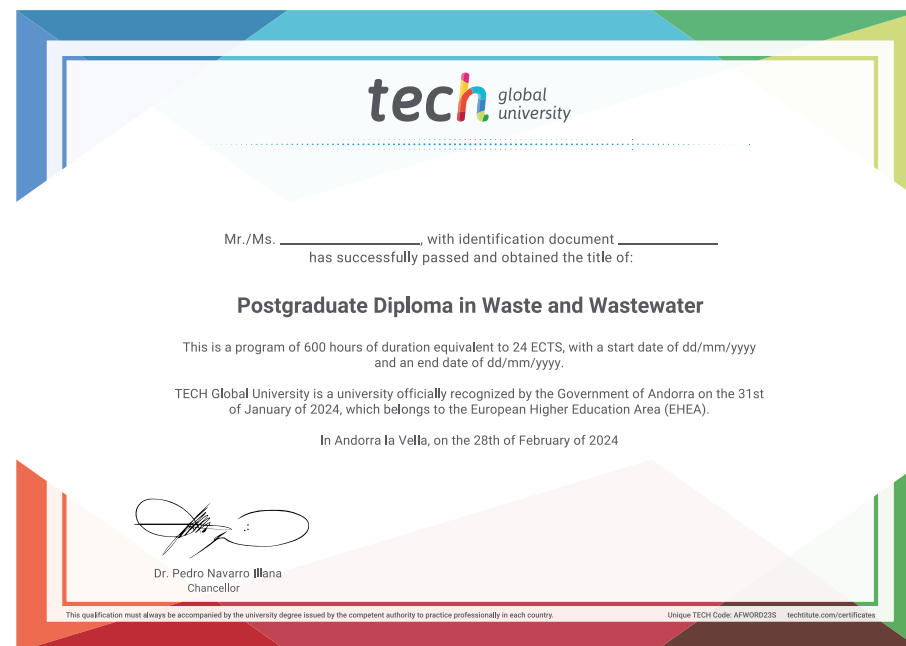 tech global
university
Mr./Ms. ____________, with identification document ____________
has successfully passed and obtained the title of:
Postgraduate Diploma in Waste and Wastewater
This is a program of 600 hours of duration equivalent to 24 ECTS, with a start date of dd/mm/yyyy
and an end date of dd/mm/yyyy.
TECH Global University is a university officially recognized by the Government of Andorra on the 31st
of January of 2024, which belongs to the European Higher Education Area (EHEA).
In Andorra la Vella, on the 28th of February of 2024
Dr. Pedro Navarro Illana
Chancellor
This qualification must always be accompanied by the university degree issued by the competent authority to practice professionally in each country. Unique TECH Code: AFWORD23S techtitute.com/certificates